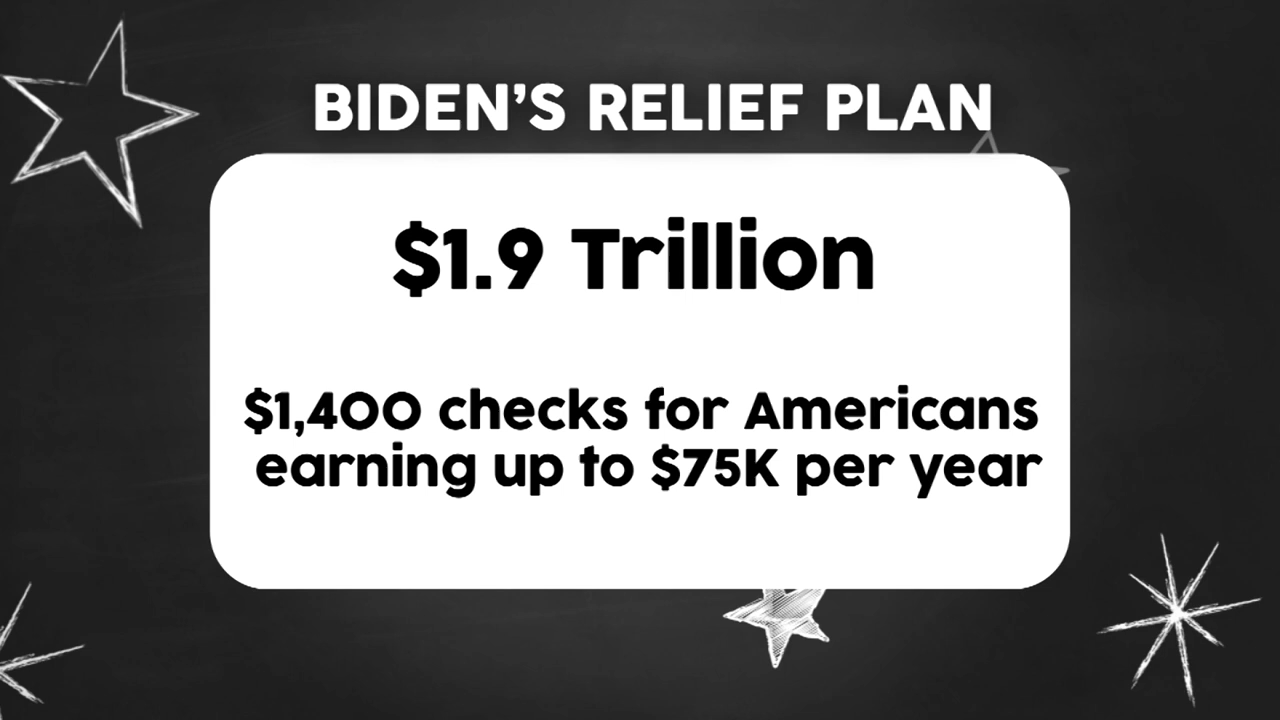 BIDEN'S RELIEF PLAN
$1.9 Trillion
$1,400 checks for Americans
earning up to $75K per year